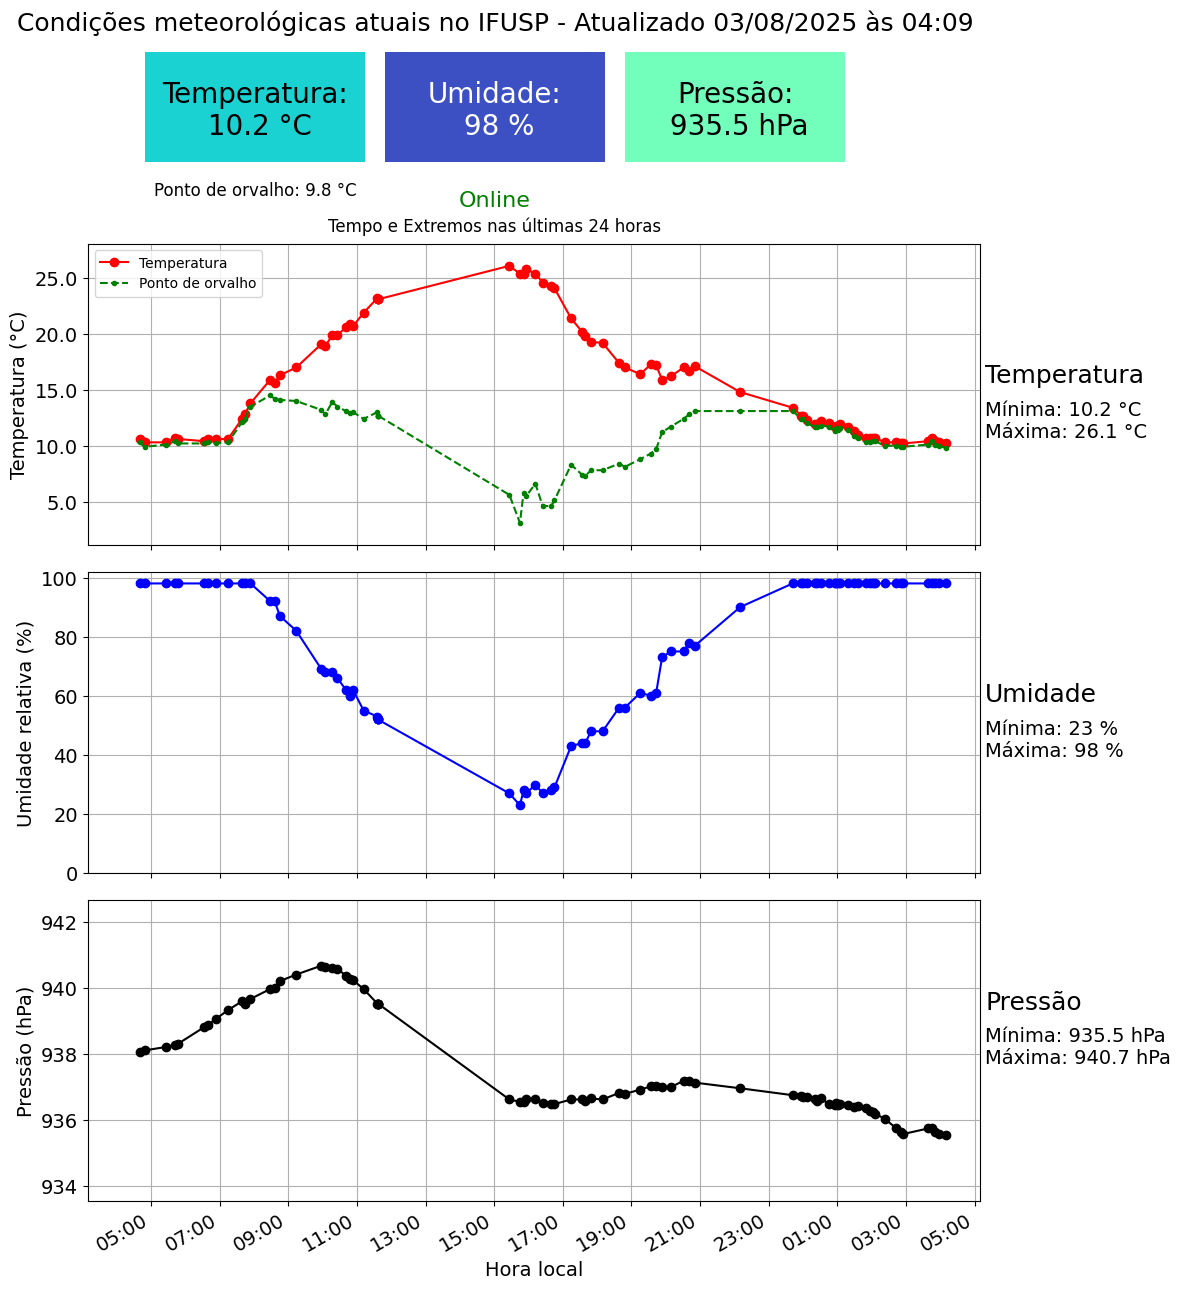 Condições meteorológicas atuais no IFUSP - Atualizado 03/08/2025 às 04:09
Temperatura:
10.2 °C
Umidade:
98 %
Pressão:
935.5 hPa
Ponto de orvalho: 9.8 °C
Online
Tempo e Extremos nas últimas 24 horas
Temperatura
Ponto de orvalho
Temperatura (°C)
25.0
20.0
15.0
10.0
5.0
Temperatura
Mínima: 10.2 °C
Máxima: 26.1 °C
Umidade relativa (%)
100
80
60
40
20
0
Umidade
Mínima: 23 %
Máxima: 98 %
Pressão (hPa)
942
940
938
936
934
Pressão
Mínima: 935.5 hPa
Máxima: 940.7 hPa
05:00 07:00 09:00 11:00 13:00 15:00 17:00 19:00 21:00 23:00 01:00 03:00 05:00
Hora local